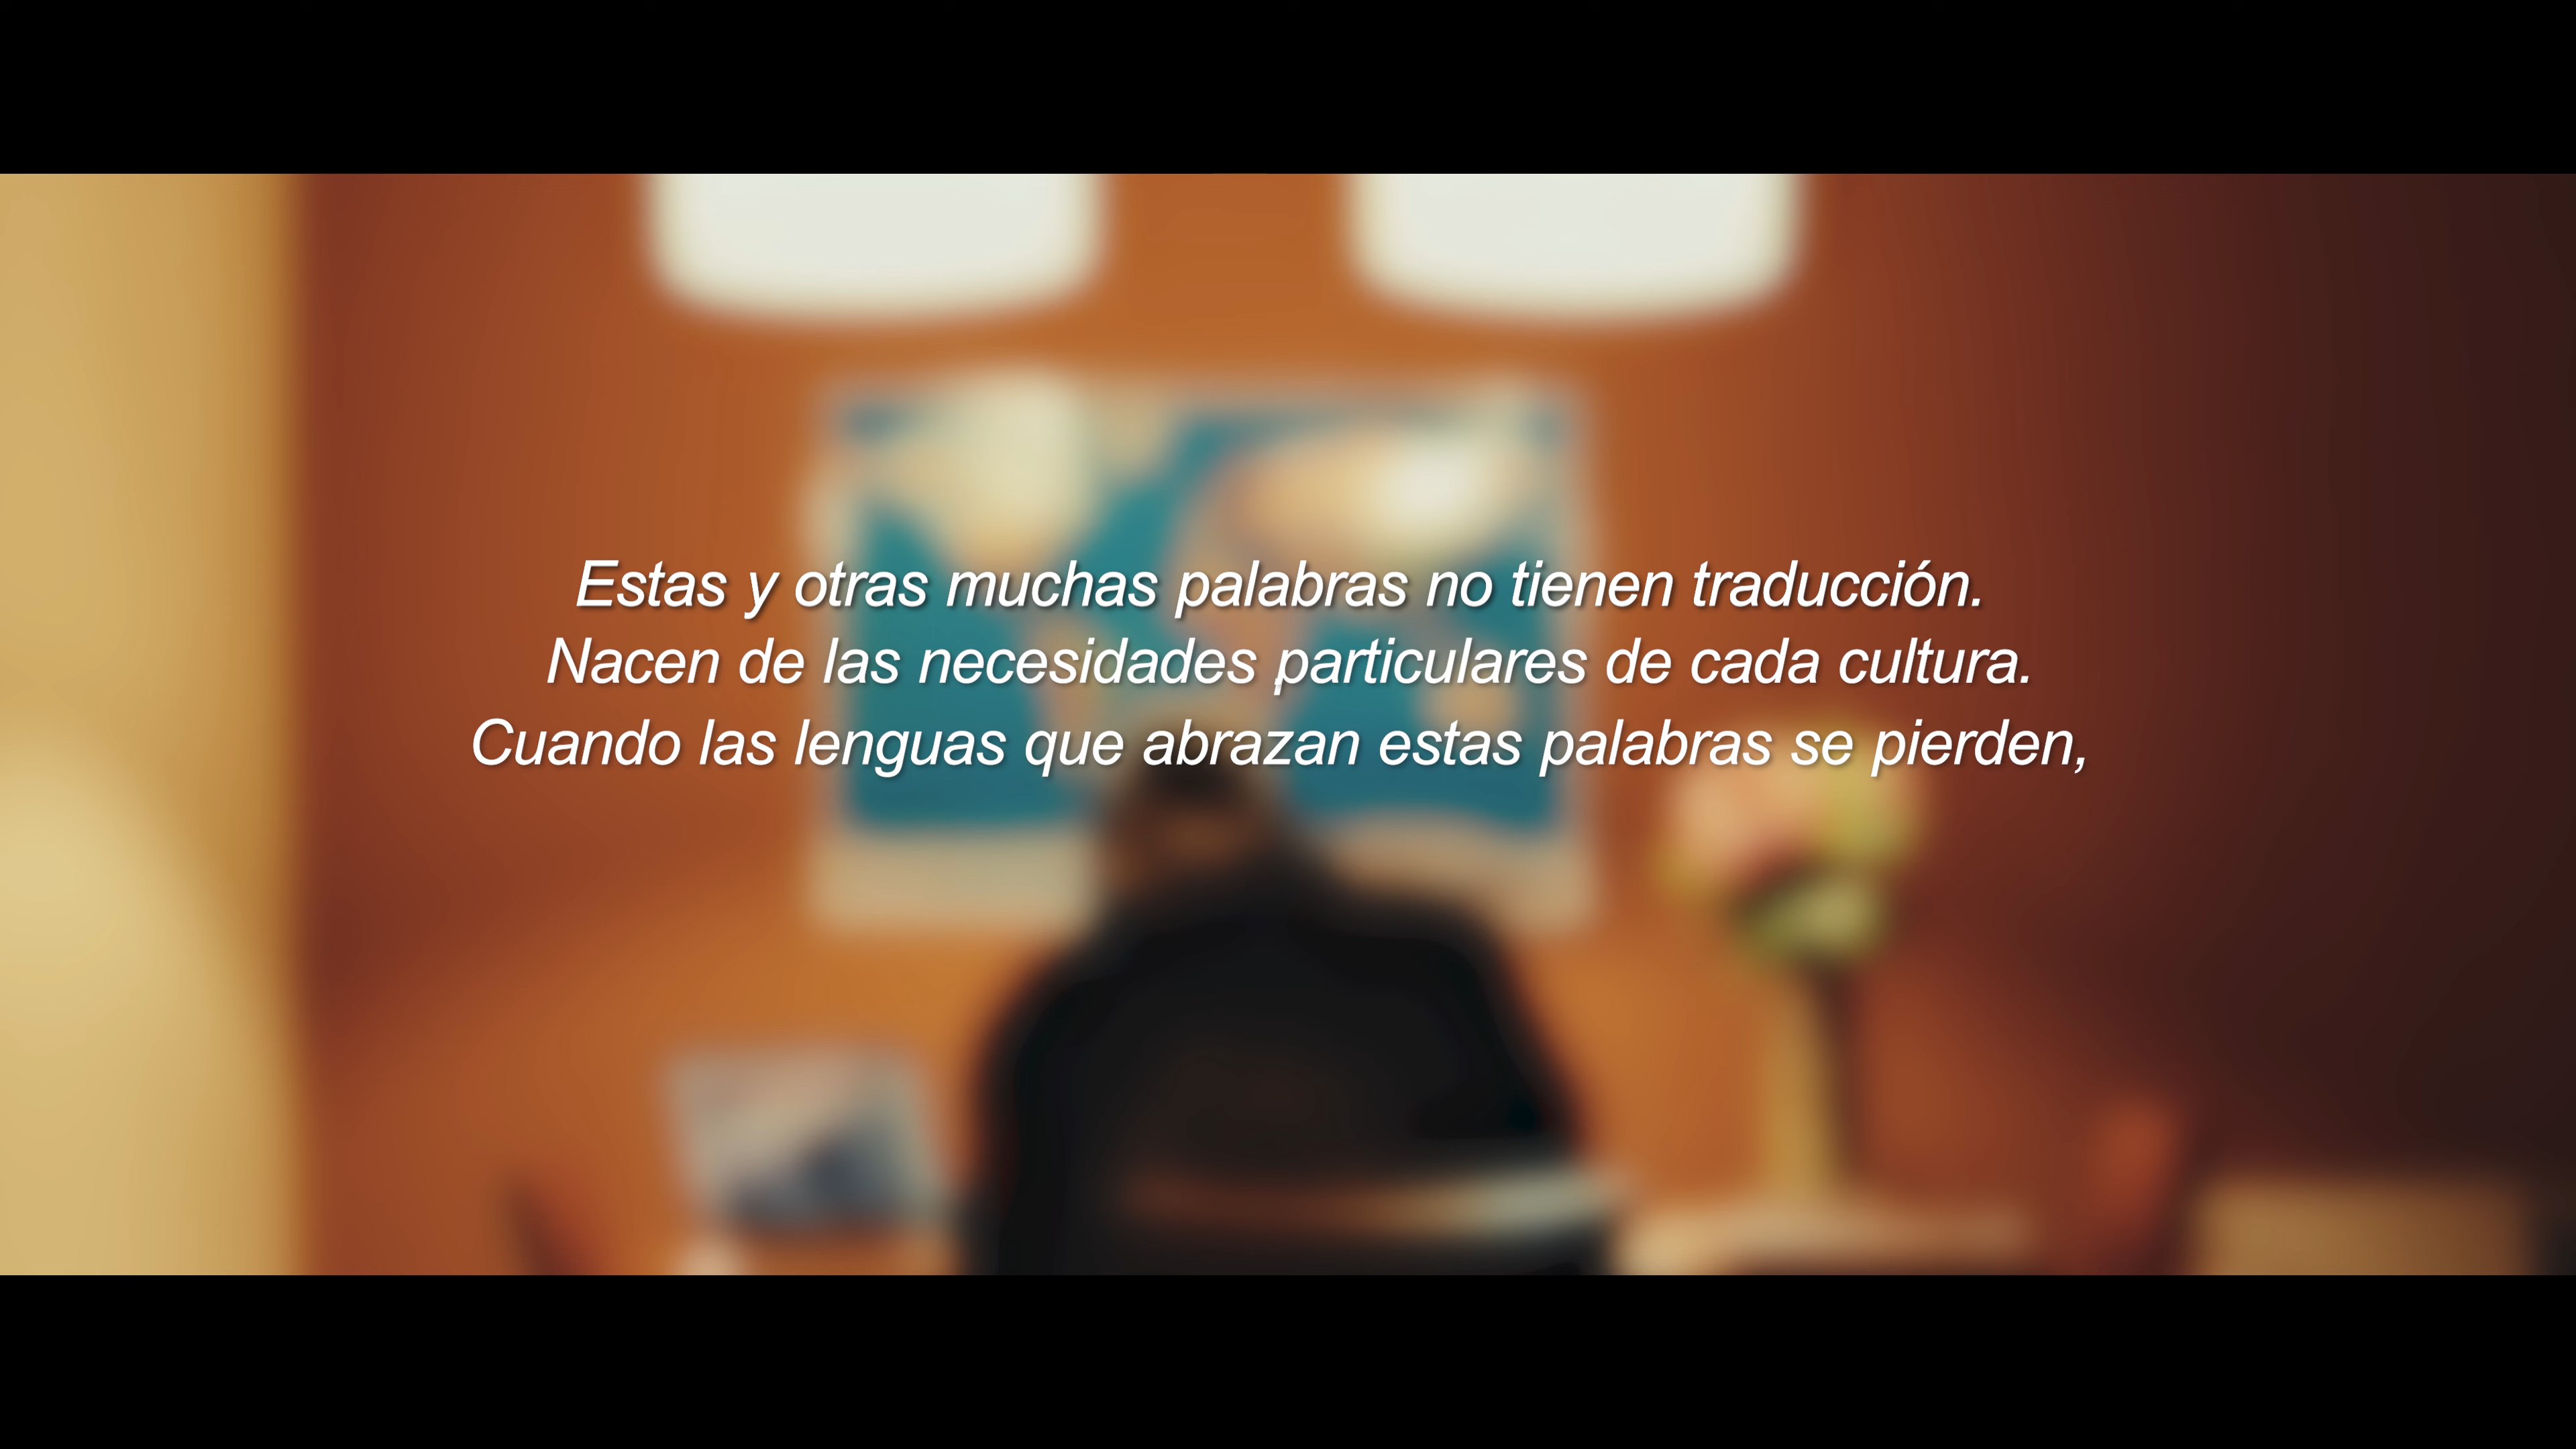 Estas y otras muchas palabras no tienen traducción.
Nacen de las necesidades particulares de cada cultura.
Cuando las lenguas que abrazan estas palabras se pierden,